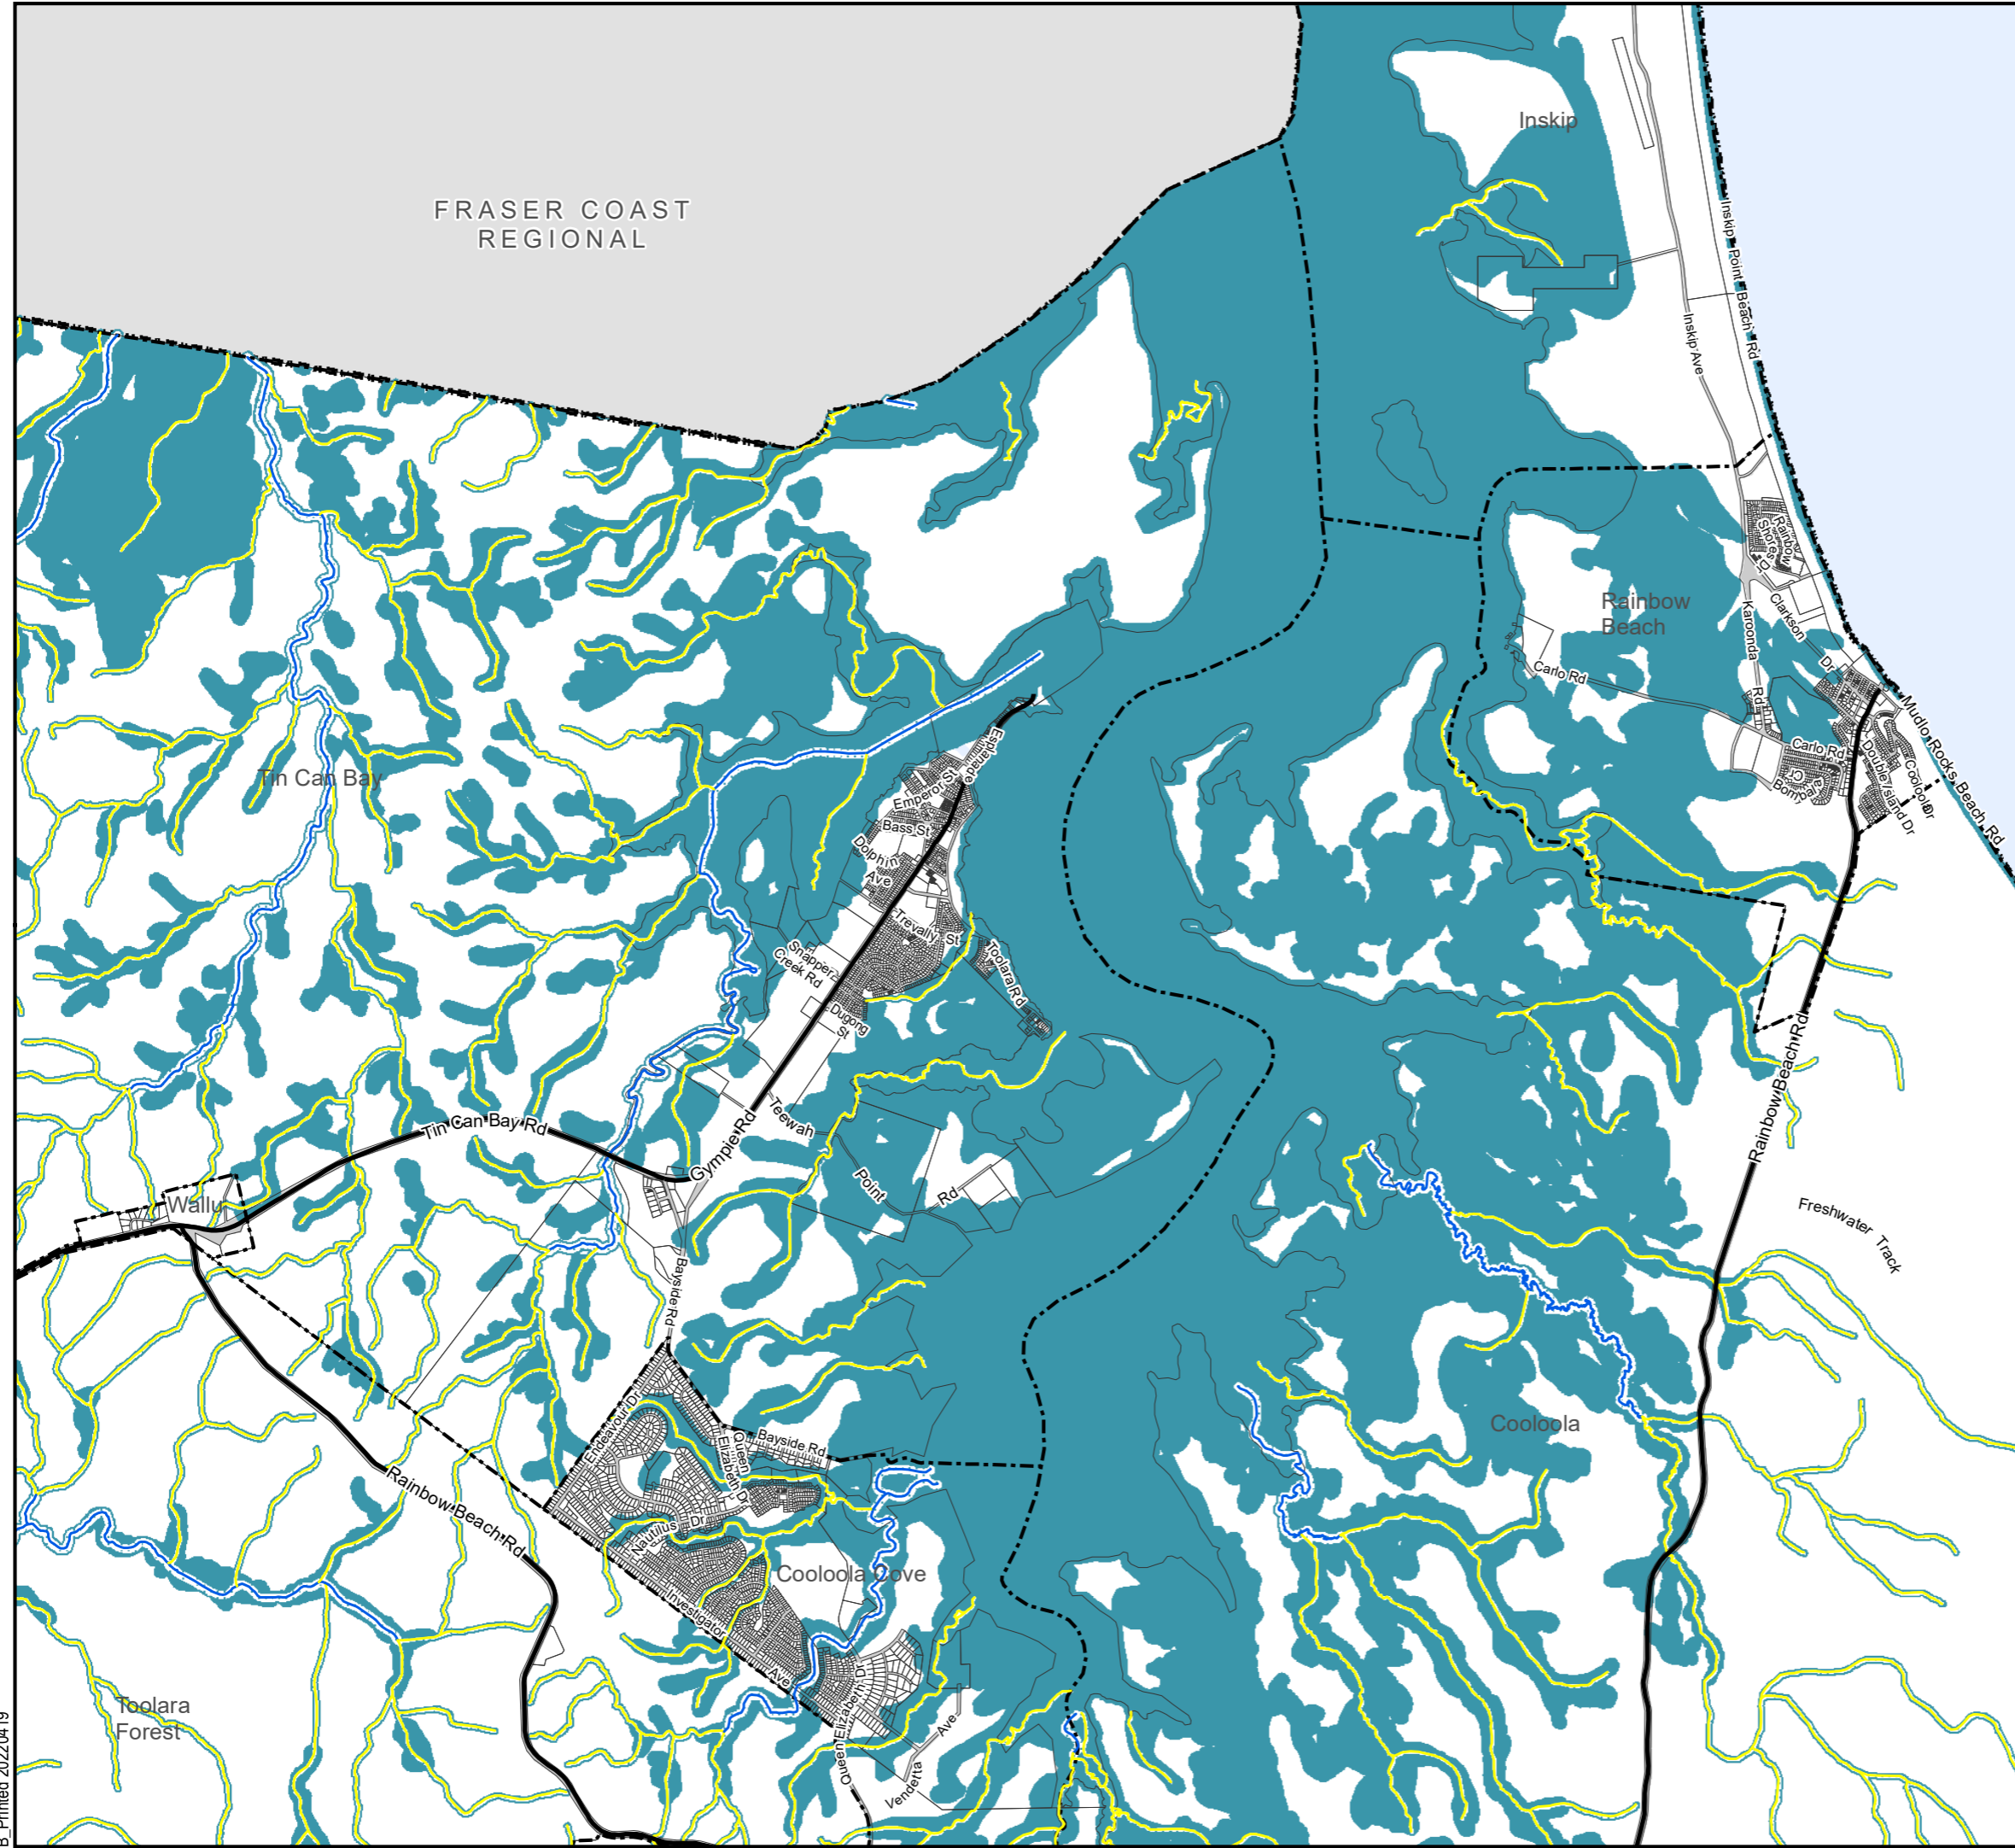 Inskip
FRASER COAST
REGIONAL
Inskip Point Beach Rd
Inskip Ave
Rainbow
Shores Dr
Rainbow
Beach
Karoonda
Rd
Clarkson
Dr
Carlo Rd
Mudlo Rocks Beach Rd
Carlo Rd
Double Island Dr
Cooloola
Dr
Esplanade
Emperor St
Bass St
Dolphin
Ave
Tin Can Bay
Trevally St
Snapper
Creek Rd
Toolara Rd
Dugong
St
Rainbow Beach Rd
Tin Can Bay Rd
Gympie Rd
Teewah
Point
Rd
Wallu
Freshwater Track
Bayside Rd
Endeavour Dr
Queen
Elizabeth Dr
Bayside Rd
Cooloola
Rainbow Beach Rd
Nautilus Dr
Cooloola Cove
Investigator
Ave
Queen Elizabeth Dr
Toolara
Forest
Vendetta Ave